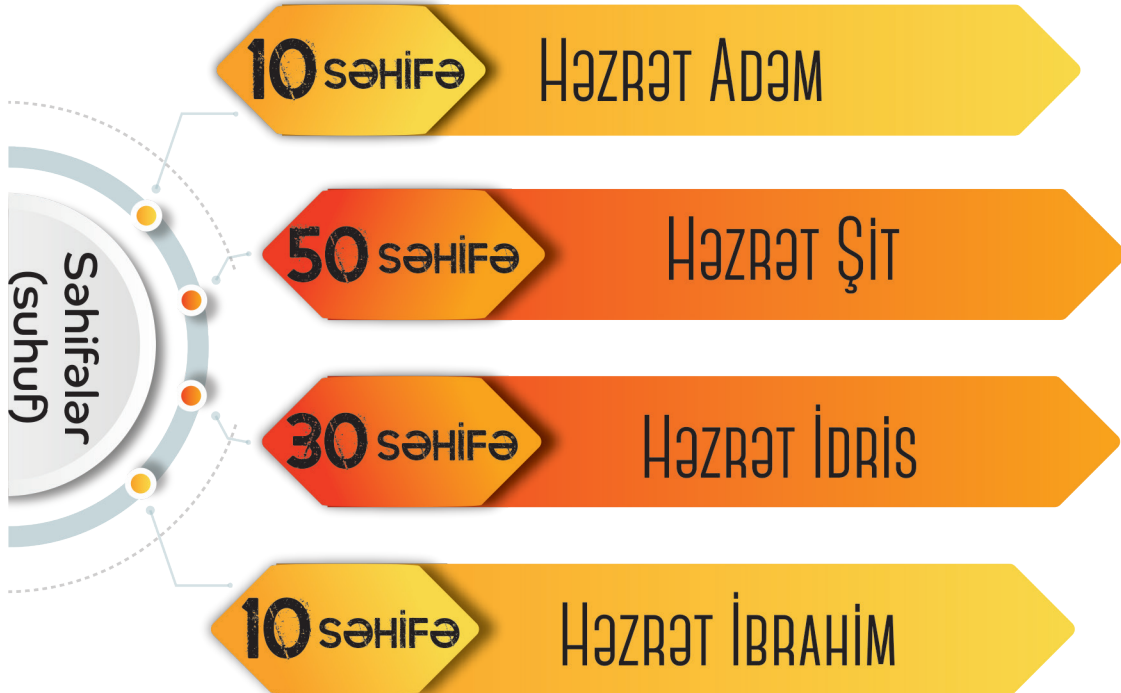 Səhifələr
(suhuf)
10 səhifə Həzrət Adəm
50 səhifə Həzrət Şit
30 səhifə Həzrət İdris
10 səhifə Həzrət İbrahim